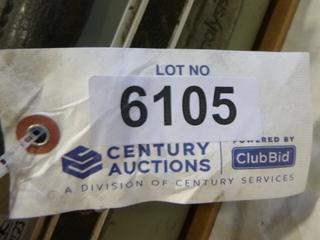 LOT NO
6105
CENTURY AUCTIONS
POWERED BY
ClubBid
A DIVISION OF CENTURY SERVICES